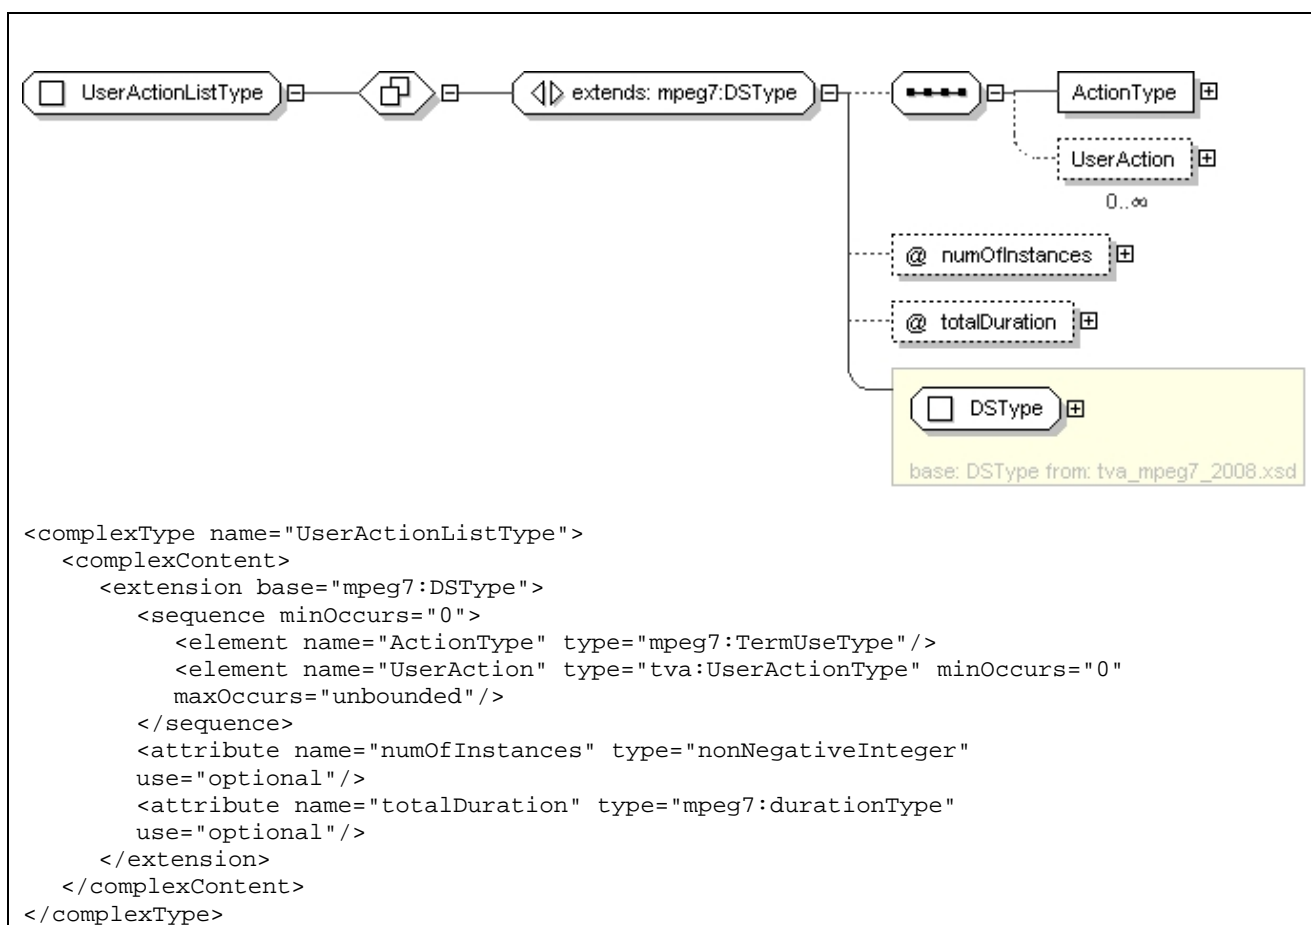 UserActionListType
extends: mpeg7:DSType
ActionType
UserAction
0..∞
@ numOfInstances
@ totalDuration
DSType
base: DSType from: tva_mpeg7_2008.xsd
<complexType name="UserActionListType">
<complexContent>
<extension base="mpeg7:DSType">
<sequence minOccurs="0">
<element name="ActionType" type="mpeg7:TermUseType"/>
<element name="UserAction" type="tva:UserActionType" minOccurs="0"
maxOccurs="unbounded"/>
</sequence>
<attribute name="numOfInstances" type="nonNegativeInteger"
use="optional"/>
<attribute name="totalDuration" type="mpeg7:durationType"
use="optional"/>
</extension>
</complexContent>
</complexType>